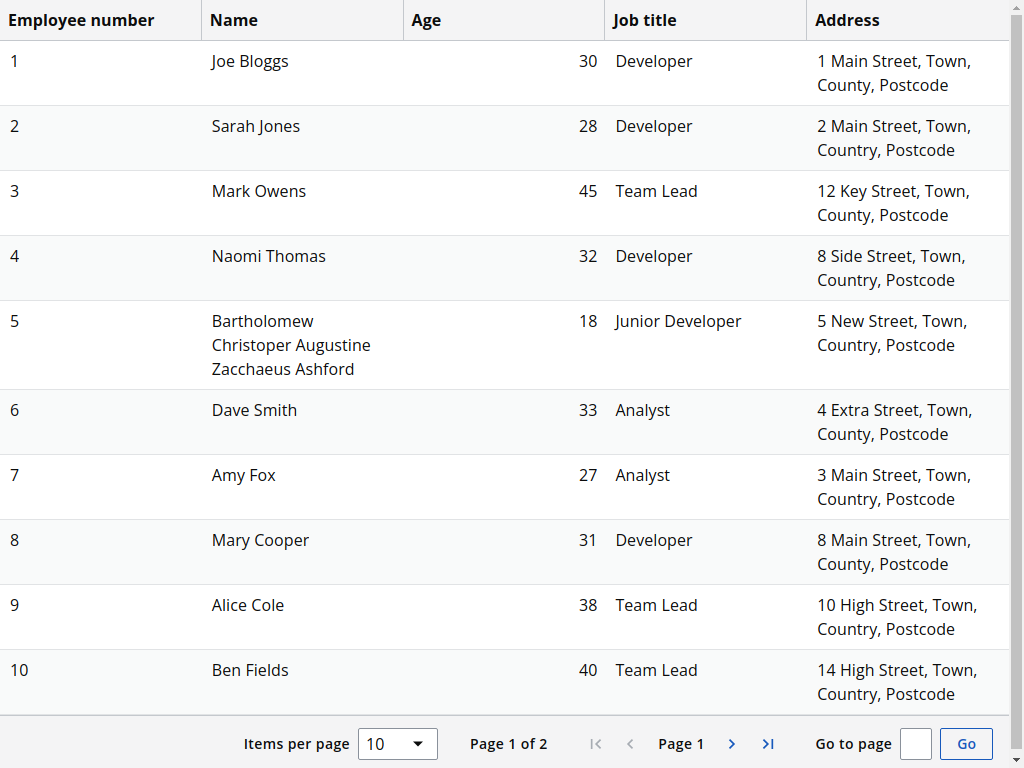 Employee number Name Age Job title Address
1 Joe Bloggs 30 Developer 1 Main Street, Town,
County, Postcode
2 Sarah Jones 28 Developer 2 Main Street, Town,
Country, Postcode
3 Mark Owens 45 Team Lead 12 Key Street, Town,
County, Postcode
4 Naomi Thomas 32 Developer 8 Side Street, Town,
Country, Postcode
5 Bartholomew 18 Junior Developer 5 New Street, Town,
Christoper Augustine Country, Postcode
Zacchaeus Ashford
6 Dave Smith 33 Analyst 4 Extra Street, Town,
County, Postcode
7 Amy Fox 27 Analyst 3 Main Street, Town,
Country, Postcode
8 Mary Cooper 31 Developer 8 Main Street, Town,
County, Postcode
9 Alice Cole 38 Team Lead 10 High Street, Town,
Country, Postcode
10 Ben Fields 40 Team Lead 14 High Street, Town,
Country, Postcode
Items per page 10 Page 1 of 2 Page 1 Go to page Go